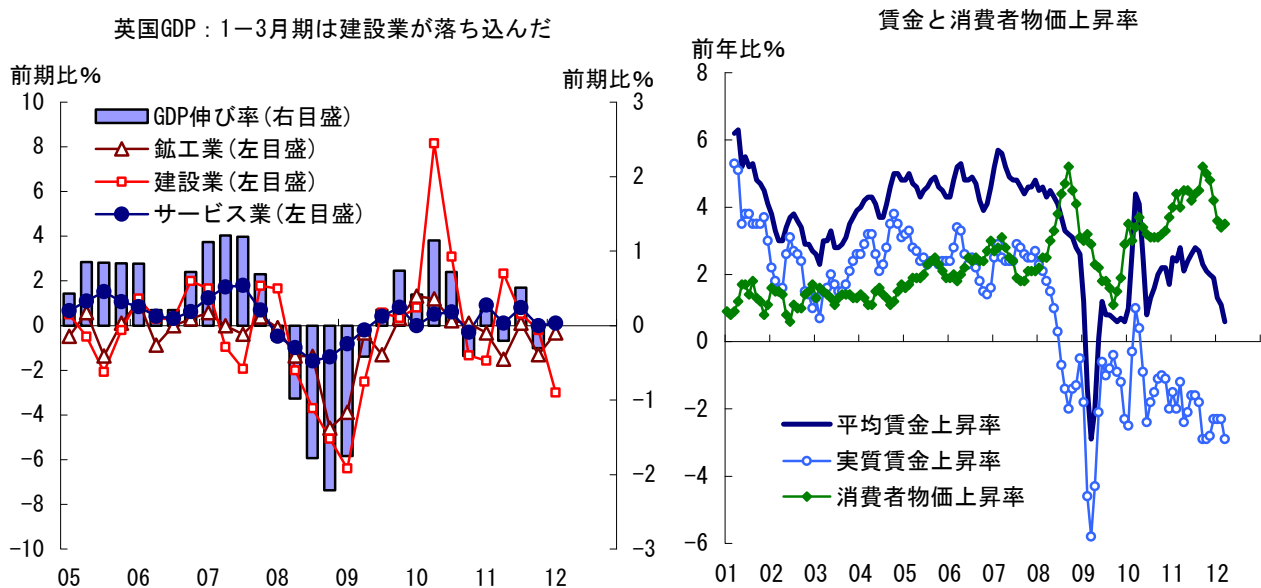 英国GDP：1－3月期は建設業が落ち込んだ
前期比%
前期比%
GDP伸び率(右目盛)
鉱工業(左目盛)
建設業(左目盛)
サービス業(左目盛)
10
8
6
4
2
0
-2
-4
-6
-8
-10
3
2
1
0
-1
-2
-3
05 06 07 08 09 10 11 12
賃金と消費者物価上昇率
前年比%
8
6
4
2
0
-2
-4
-6
平均賃金上昇率
実質賃金上昇率
消費者物価上昇率
01 02 03 04 05 06 07 08 09 10 11 12